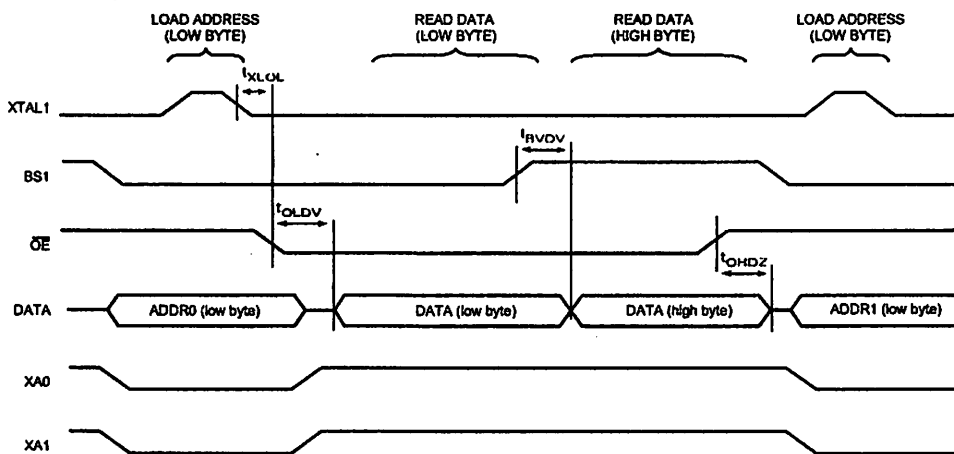 LOAD ADDRESS
(LOW BYTE)
READ DATA
(LOW BYTE)
READ DATA
(HIGH BYTE)
LOAD ADDRESS
(LOW BYTE)
tXLOL
XTAL1
tBVDV
BS1
tOLDV
OE
tOHDZ
DATA
ADDR0 (low byte)
DATA (low byte)
DATA (high byte)
ADDR1 (low byte)
XA0
XA1